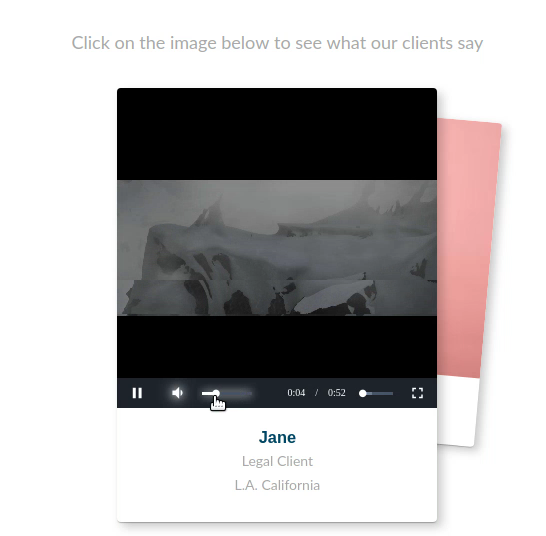 Click on the image below to see what our clients say
0:04 / 0:52
Jane
Legal Client
L.A. California